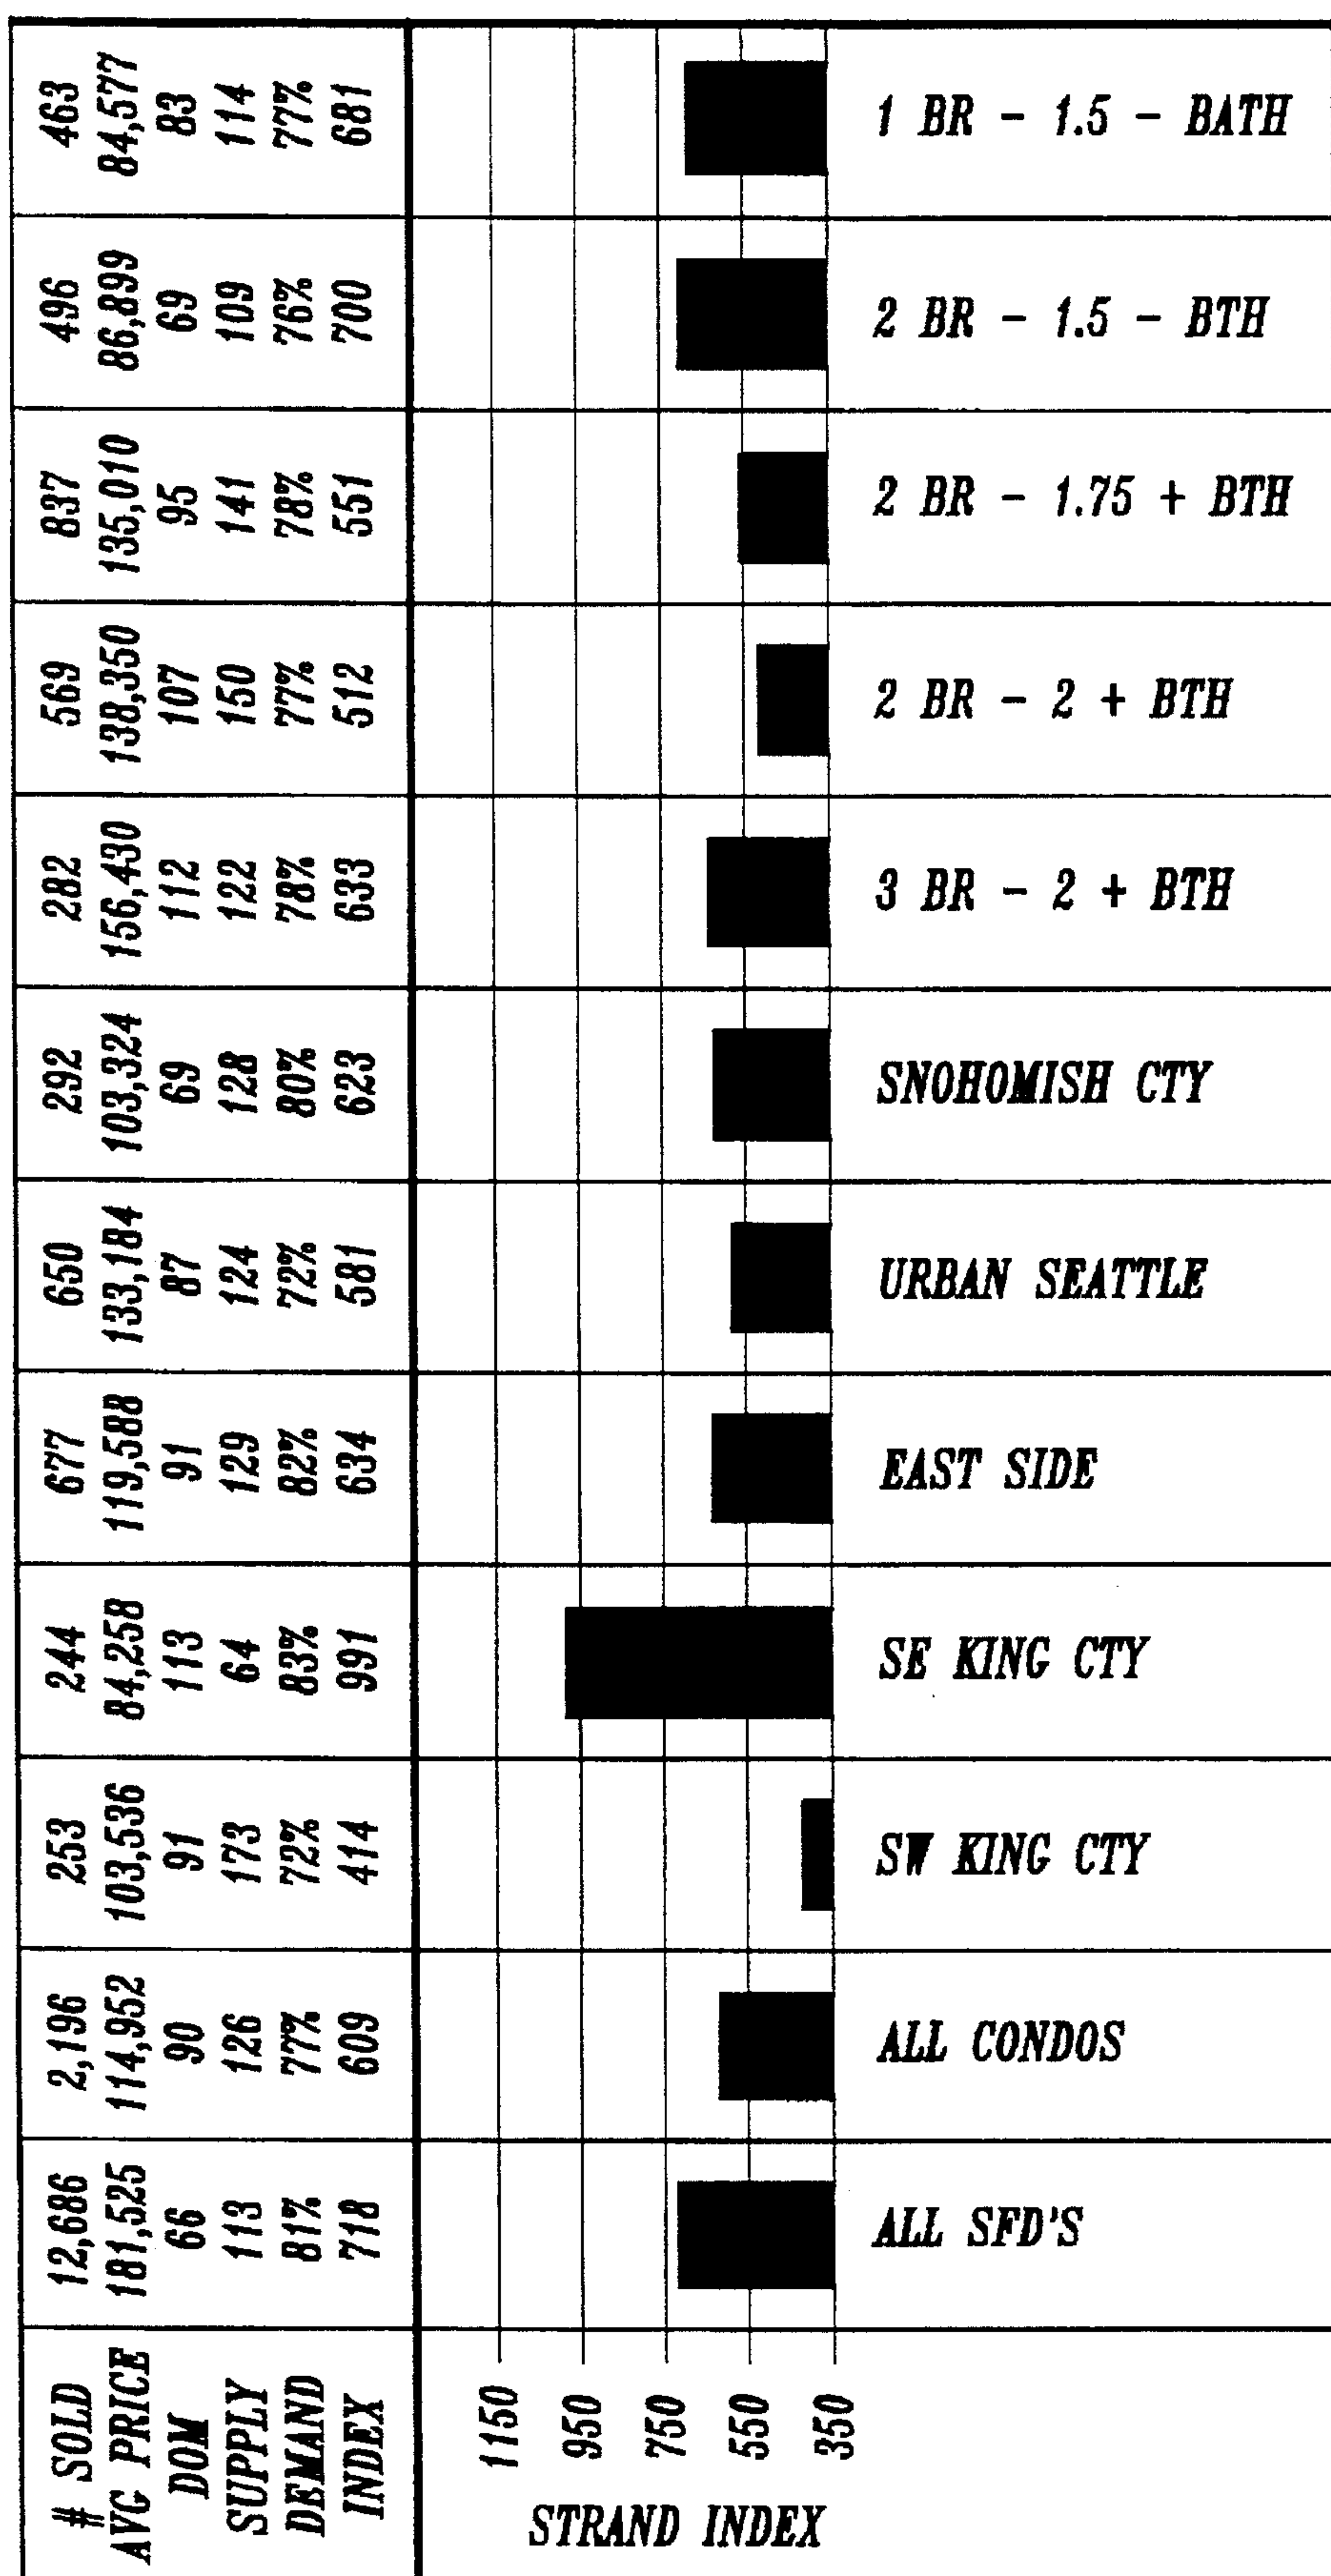 # SOLD 12,686 2,196 253 244 677 650 292 282 569 837 496 463
AVG PRICE 181,525 114,952 103,536 84,258 119,588 133,184 103,324 156,430 138,350 135,010 86,899 84,577
DOM 66 90 91 113 91 87 69 112 107 95 69 83
SUPPLY 113 126 173 64 129 124 128 122 150 141 109 114
DEMAND 81% 77% 72% 83% 82% 72% 80% 78% 77% 78% 76% 77%
INDEX 718 609 414 991 634 581 623 633 512 551 700 681
1150
950
750
550
350
STRAND INDEX
ALL SFD'S
ALL CONDOS
SW KING CTY
SE KING CTY
EAST SIDE
URBAN SEATTLE
SNOHOMISH CTY
3 BR - 2 + BTH
2 BR - 2 + BTH
2 BR - 1.75 + BTH
2 BR - 1.5 - BTH
1 BR - 1.5 - BATH